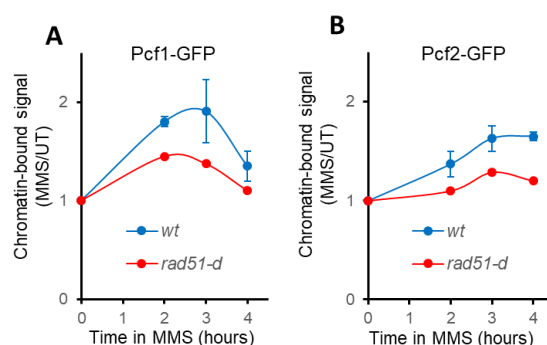 A
Pcf1-GFP
Chromatin-bound signal
(MMS/UT)
2
1
0
wt
rad51-d
0 1 2 3 4
Time in MMS (hours)
B
Pcf2-GFP
Chromatin-bound signal
(MMS/UT)
2
1
0
wt
rad51-d
0 1 2 3 4
Time in MMS (hours)